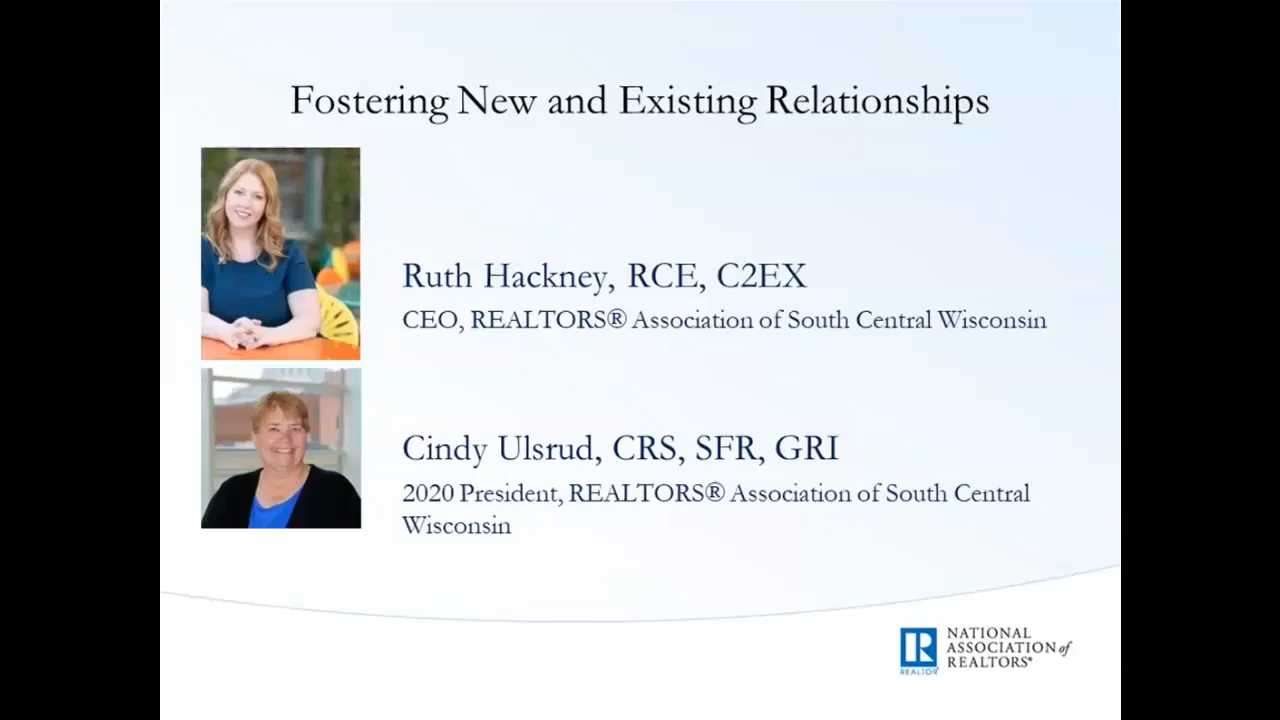 Fostering New and Existing Relationships
Ruth Hackney, RCE, C2EX
CEO, REALTORS® Association of South Central Wisconsin
Cindy Ulsrud, CRS, SFR, GRI
2020 President, REALTORS® Association of South Central
Wisconsin
R
REALTOR®
NATIONAL
ASSOCIATION of
REALTORS®